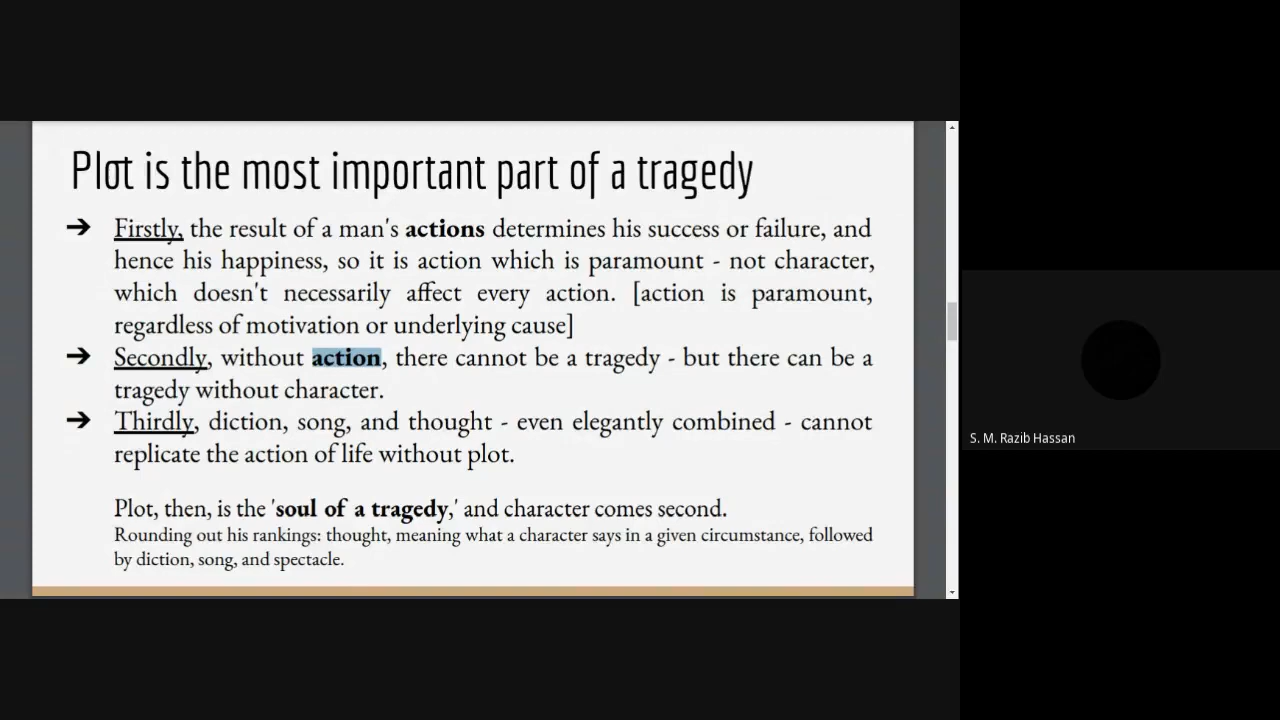 Plot is the most important part of a tragedy
➔ Firstly, the result of a man's actions determines his success or failure, and
hence his happiness, so it is action which is paramount - not character,
which doesn't necessarily affect every action. [action is paramount,
regardless of motivation or underlying cause]
➔ Secondly, without action, there cannot be a tragedy - but there can be a
tragedy without character.
➔ Thirdly, diction, song, and thought - even elegantly combined - cannot
replicate the action of life without plot.
Plot, then, is the 'soul of a tragedy,' and character comes second.
Rounding out his rankings: thought, meaning what a character says in a given circumstance, followed
by diction, song, and spectacle.
S. M. Razib Hassan